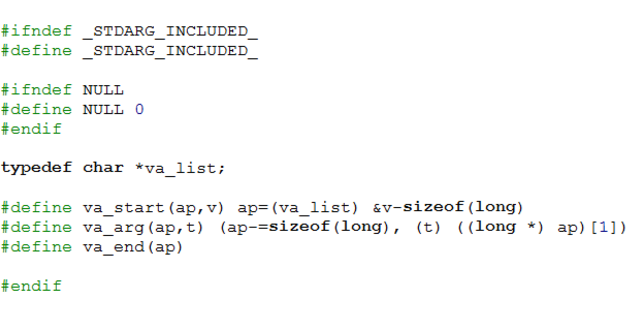 #ifndef _STDARG_INCLUDED_
#define _STDARG_INCLUDED_
#ifndef NULL
#define NULL 0
#endif
typedef char *va_list;
#define va_start(ap,v) ap=(va_list) &v-sizeof(long)
#define va_arg(ap,t) (ap-=sizeof(long), (t) ((long *) ap)[1])
#define va_end(ap)
#endif